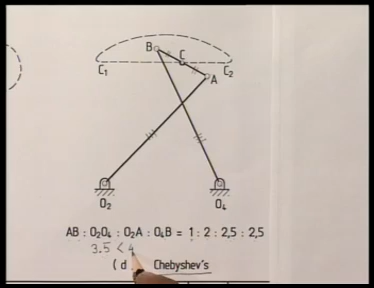 B C
C₁ C₂
A
O₂ O₄
AB : O₂O₄ : O₂A : O₄B = 1 : 2 : 2,5 : 2,5
3.5 < 4
(d Chebyshev's